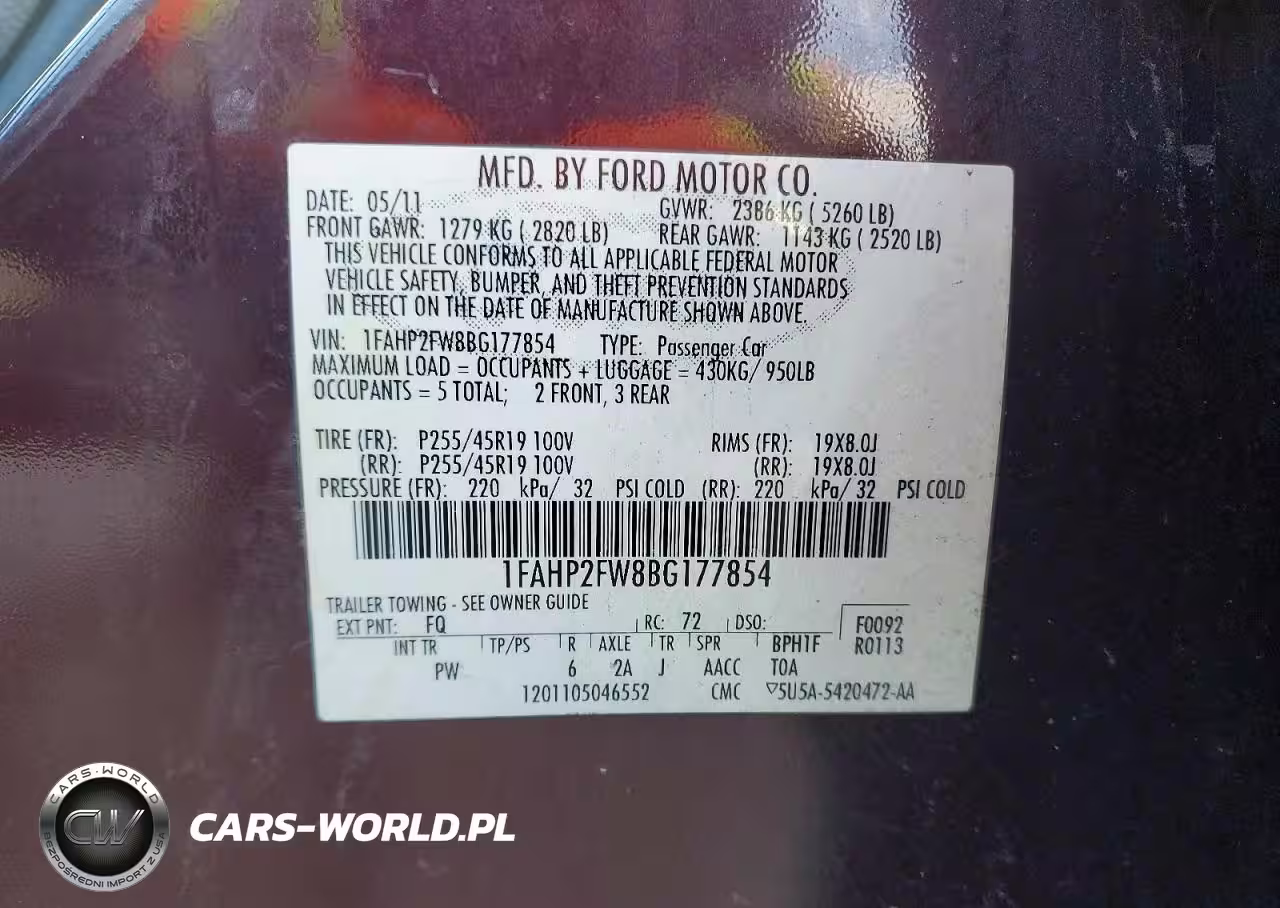 MFD. BY FORD MOTOR CO.
DATE: 05/11 GVWR: 2386 KG ( 5260 LB)
FRONT GAWR: 1279 KG ( 2820 LB) REAR GAWR: 1143 KG ( 2520 LB)
THIS VEHICLE CONFORMS TO ALL APPLICABLE FEDERAL MOTOR
VEHICLE SAFETY, BUMPER, AND THEFT PREVENTION STANDARDS
IN EFFECT ON THE DATE OF MANUFACTURE SHOWN ABOVE.
VIN: 1FAHP2FW8BG177854 TYPE: Passenger Car
MAXIMUM LOAD = OCCUPANTS + LUGGAGE = 430KG/ 950LB
OCCUPANTS = 5 TOTAL; 2 FRONT, 3 REAR
TIRE (FR): P255/45R19 100V RIMS (FR): 19X8.0J
(RR): P255/45R19 100V (RR): 19X8.0J
PRESSURE (FR): 220 kPa/ 32 PSI COLD (RR): 220 kPa/ 32 PSI COLD
1FAHP2FW8BG177854
TRAILER TOWING - SEE OWNER GUIDE
EXT PNT: FQ RC: 72 DSO: F0092
INT TR TP/PS R AXLE TR SPR BPH1F R0113
PW 6 2A J AACC TOA
1201105046552 CMC ▽5U5A-5420472-AA
CARS-WORLD
CW
BEZPOŚREDNI IMPORT Z USA
CARS-WORLD.PL